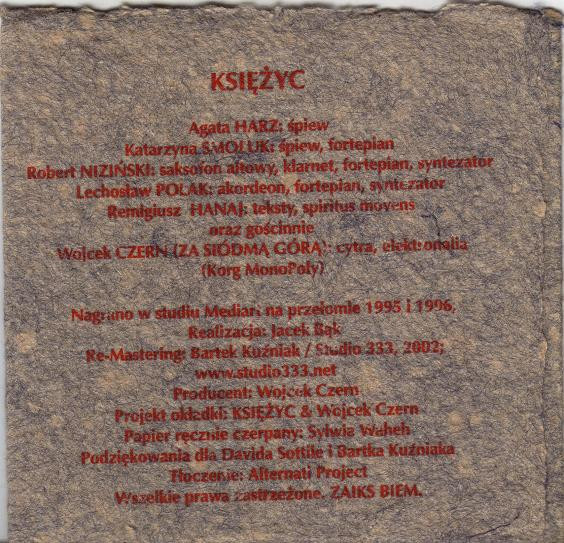 KSIĘŻYC
Agata HARZ: śpiew
Katarzyna SMOLUK: śpiew, fortepian
Robert NIZIŃSKI: saksofon altowy, klarnet, fortepian, syntezator
Lechosław POLAK: akordeon, fortepian, syntezator
Remigiusz HANAJ: teksty, spiritus movens
oraz gościnnie
Wojcek CZERN (ZA SIÓDMĄ GÓRĄ): cytra, elektronalia
(Korg MonoPoly)
Nagrano w studiu Mediari na przełomie 1995 i 1996,
Realizacja: Jacek Bąk
Re-Mastering: Bartek Kuźniak / Studio 333, 2002;
www.studio333.net
Producent: Wojcek Czern
Projekt okładki: KSIĘŻYC & Wojcek Czern
Papier ręcznie czerpany: Sylwia Waheh
Podziękowania dla Davida Sottile i Bartka Kuźniaka
Tłoczenie: Alternati Project
Wszelkie prawa zastrzeżone. ZAIKS BIEM.